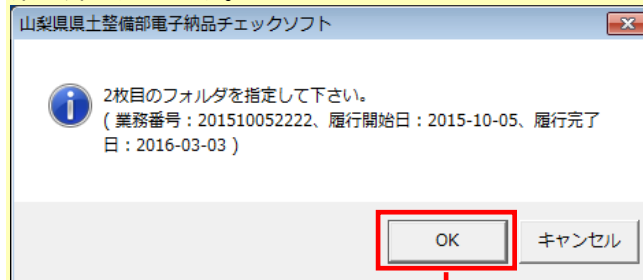 山梨県県土整備部電子納品チェックソフト
2枚目のフォルダを指定して下さい。
( 業務番号：201510052222、履行開始日：2015-10-05、履行完了
日：2016-03-03 )
OK
キャンセル